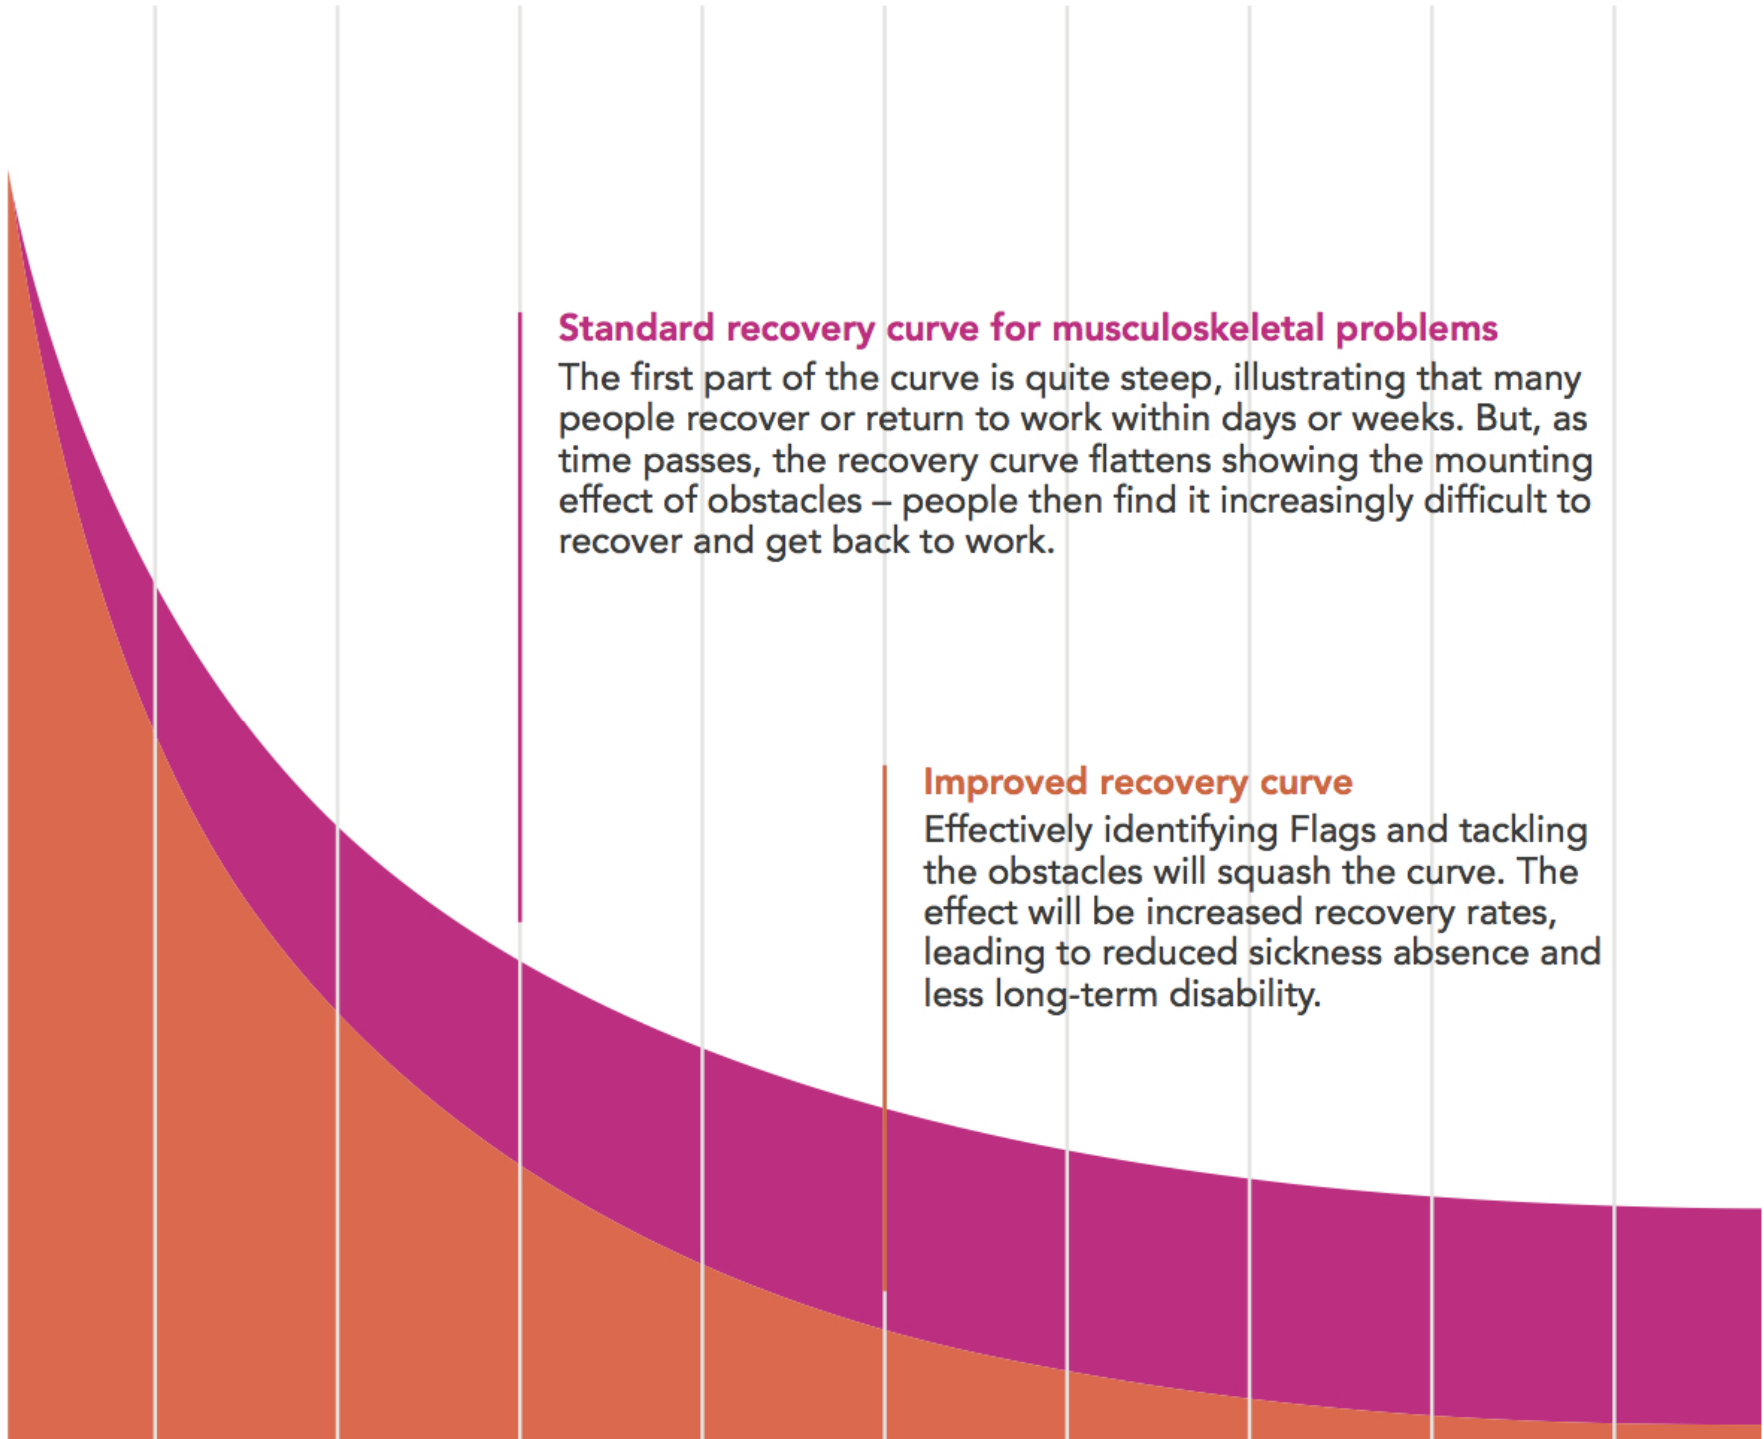 Standard recovery curve for musculoskeletal problems
The first part of the curve is quite steep, illustrating that many
people recover or return to work within days or weeks. But, as
time passes, the recovery curve flattens showing the mounting
effect of obstacles – people then find it increasingly difficult to
recover and get back to work.
Improved recovery curve
Effectively identifying Flags and tackling
the obstacles will squash the curve. The
effect will be increased recovery rates,
leading to reduced sickness absence and
less long-term disability.